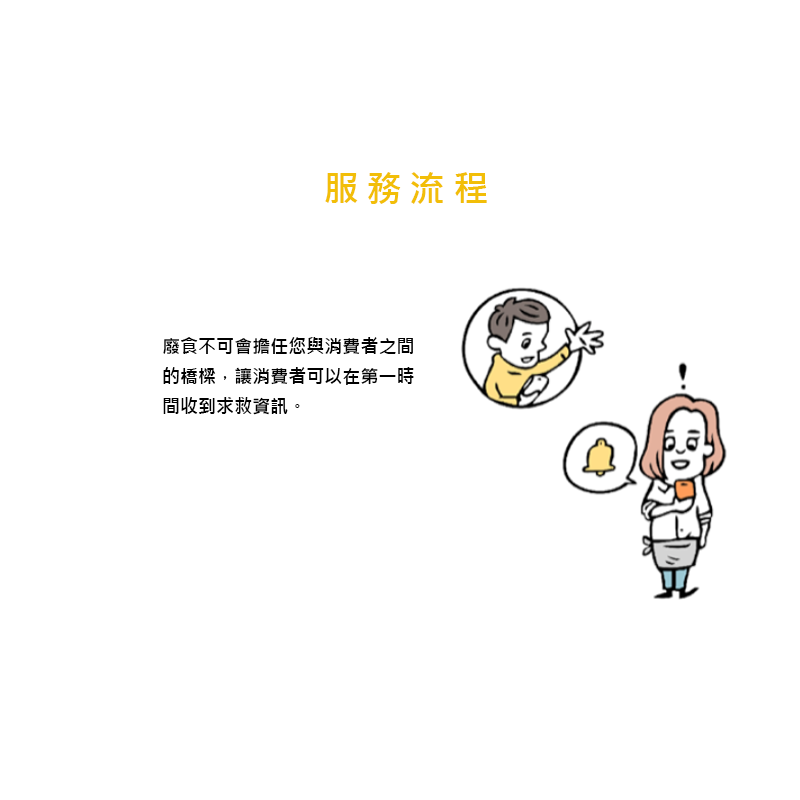 服務流程
廢食不可會擔任您與消費者之間
的橋樑，讓消費者可以在第一時
間收到求救資訊。
!